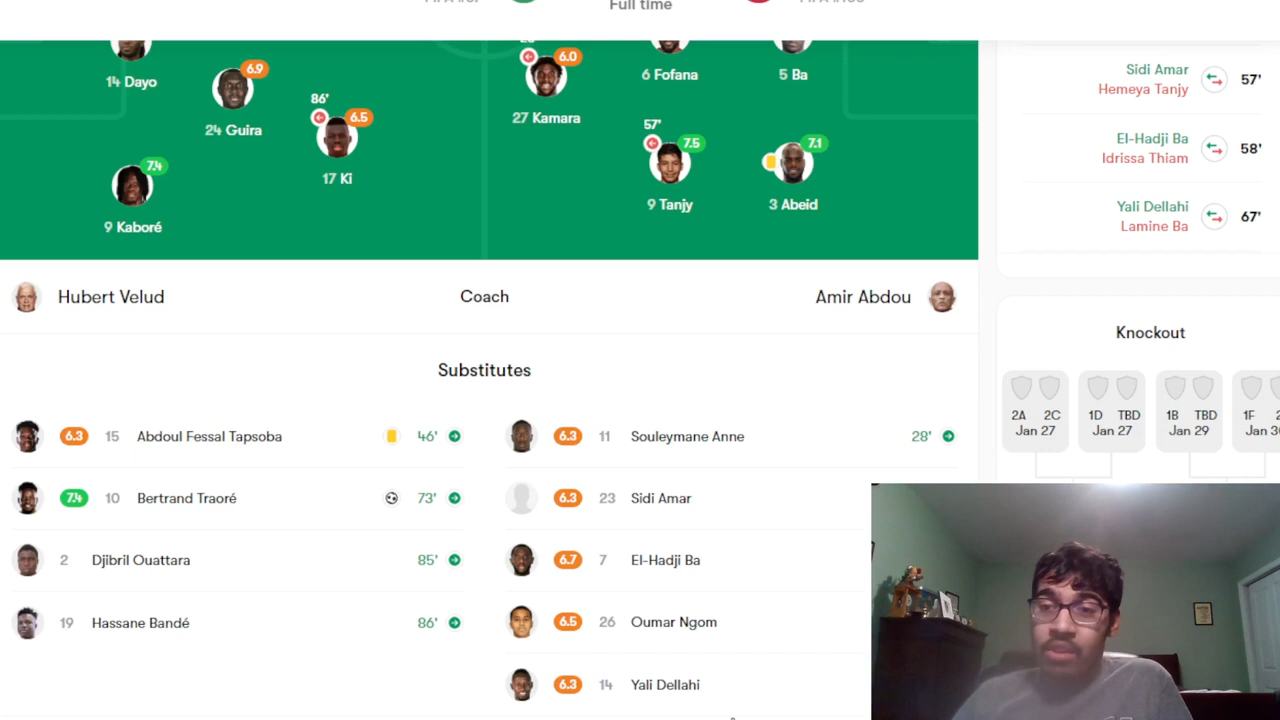 Full time
14 Dayo
6.9
24 Guira
86'
6.5
17 Ki
7.4
9 Kaboré
6.0
27 Kamara
6 Fofana
5 Ba
57'
7.5
9 Tanjy
7.1
3 Abeid
Sidi Amar
Hemeya Tanjy
57'
El-Hadji Ba
Idrissa Thiam
58'
Yali Dellahi
Lamine Ba
67'
Hubert Velud
Coach
Amir Abdou
Substitutes
6.3 15 Abdoul Fessal Tapsoba 46'
7.4 10 Bertrand Traoré 73'
2 Djibril Ouattara 85'
19 Hassane Bandé 86'
6.3 11 Souleymane Anne 28'
6.3 23 Sidi Amar
6.7 7 El-Hadji Ba
6.5 26 Oumar Ngom
6.3 14 Yali Dellahi
Knockout
2A 2C
Jan 27
1D TBD
Jan 27
1B TBD
Jan 29
1F